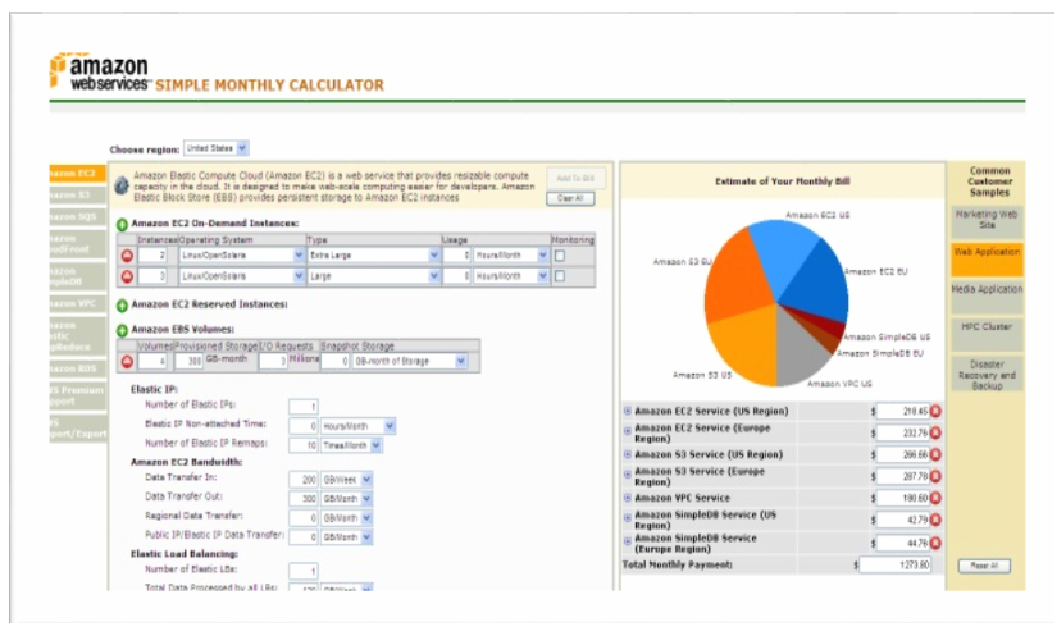 amazon
webservices™ SIMPLE MONTHLY CALCULATOR
Choose region: United States
Amazon Elastic Compute Cloud (Amazon EC2) is a web service that provides resizable compute
capacity in the cloud. It is designed to make web-scale computing easier for developers. Amazon
Elastic Block Store (EBS) provides persistent storage to Amazon EC2 instances
Add To Bill
Clear All
Amazon EC2 On-Demand Instances:
Instances Operating System Type Usage Monitoring
2 Linux/OpenSolaris Extra Large Hours/Month
3 Linux/OpenSolaris Large Hours/Month
Amazon EC2 Reserved Instances:
Amazon EBS Volumes:
Volumes Provisioned Storage I/O Requests Snapshot Storage
4 300 GB-month 3 Millions 0 GB-month of Storage
Elastic IP:
Number of Elastic IPs: 1
Elastic IP Non-attached Time: 0 Hours/Month
Number of Elastic IP Remaps: 10 Times/Month
Amazon EC2 Bandwidth:
Data Transfer In: 200 GB/Week
Data Transfer Out: 300 GB/Month
Regional Data Transfer: 0 GB/Month
Public IP/Elastic IP Data Transfer: 0 GB/Month
Elastic Load Balancing:
Number of Elastic LBs: 1
Total Data Processed by all LBs: GB/Week
Estimate of Your Monthly Bill
Amazon EC2 US
Amazon EC2 EU
Amazon SimpleDB US
Amazon SimpleDB EU
Amazon VPC US
Amazon S3 US
Amazon S3 EU
Amazon EC2 Service (US Region) $ 218.65
Amazon EC2 Service (Europe
Region) $ 232.76
Amazon S3 Service (US Region) $ 266.66
Amazon S3 Service (Europe
Region) $ 287.78
Amazon VPC Service $ 180.60
Amazon SimpleDB Service (US
Region) $ 42.79
Amazon SimpleDB Service
(Europe Region) $ 44.76
Total Monthly Payment: $ 1273.80
Common
Customer
Samples
Marketing Web
Site
Web Application
Media Application
HPC Cluster
Disaster
Recovery and
Backup
Reset All